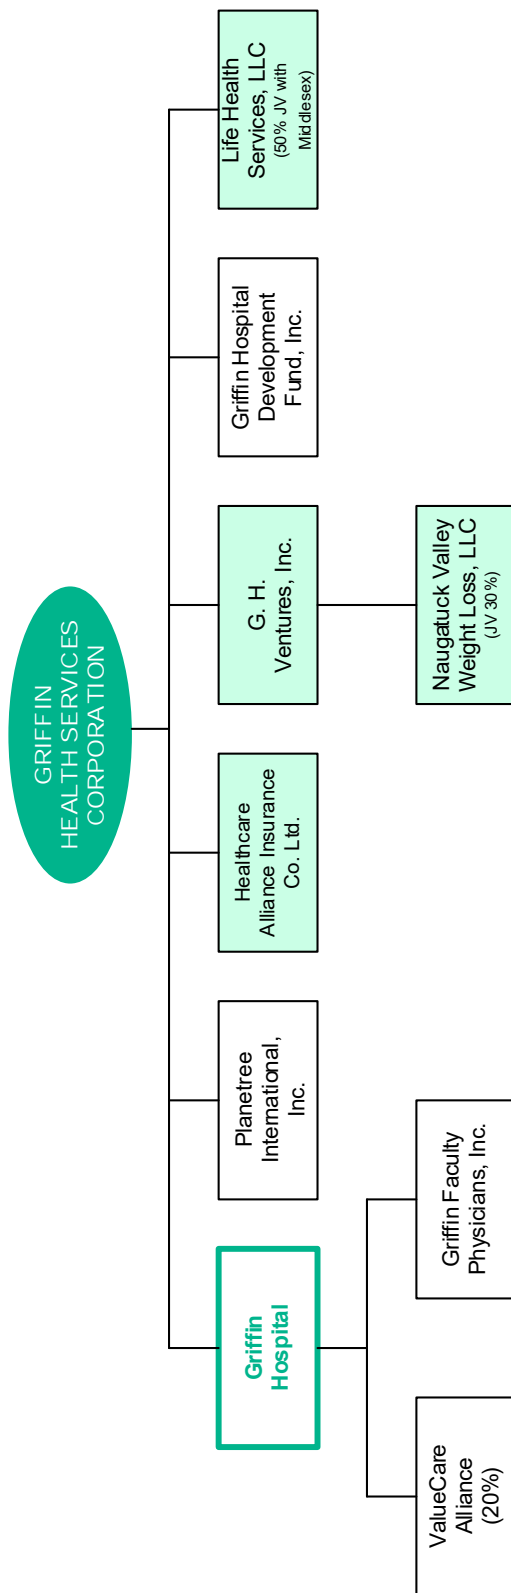 GRIFFIN
HEALTH SERVICES
CORPORATION
Griffin
Hospital
Planetree
International,
Inc.
Healthcare
Alliance Insurance
Co. Ltd.
G. H.
Ventures, Inc.
Griffin Hospital
Development
Fund, Inc.
Life Health
Services, LLC
(50% JV with
Middlesex)
ValueCare
Alliance
(20%)
Griffin Faculty
Physicians, Inc.
Naugatuck Valley
Weight Loss, LLC
(JV 30%)